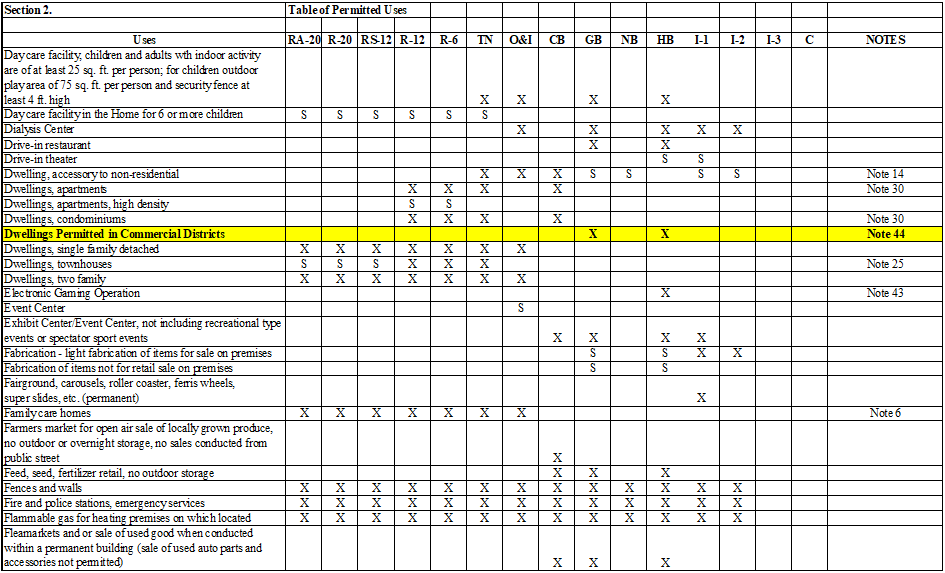 Section 2. Table of Permitted Uses
Uses RA-20 R-20 RS-12 R-12 R-6 TN O&I CB GB NB HB I-1 I-2 I-3 C NOTES
Daycare facility, children and adults wth indoor activity
are of at least 25 sq. ft. per person; for children outdoor
play area of 75 sq. ft. per person and security fence at
least 4 ft. high X X X X
Daycare facility in the Home for 6 or more children S S S S S S
Dialysis Center X X X X X
Drive-in restaurant X X
Drive-in theater S S
Dwelling, accessory to non-residential X X X S S S S Note 14
Dwellings, apartments X X X X Note 30
Dwellings, apartments, high density S S
Dwellings, condominiums X X X X Note 30
Dwellings Permitted in Commercial Districts X X Note 44
Dwellings, single family detached X X X X X X X
Dwellings, townhouses S S S X X X Note 25
Dwellings, two family X X X X X X X
Electronic Gaming Operation X Note 43
Event Center S
Exhibit Center/Event Center, not including recreational type
events or spectator sport events X X X X
Fabrication - light fabrication of items for sale on premises S S X X
Fabrication of items not for retail sale on premises S S
Fairground, carousels, roller coaster, ferris wheels,
super slides, etc. (permanent) X
Family care homes X X X X X X X Note 6
Farmers market for open air sale of locally grown produce,
no outdoor or overnight storage, no sales conducted from
public street X
Feed, seed, fertilizer retail, no outdoor storage X X X
Fences and walls X X X X X X X X X X X X X
Fire and police stations, emergency services X X X X X X X X X X X X X
Flammable gas for heating premises on which located X X X X X X X X X X X X X
Fleamarkets and or sale of used good when conducted
within a permanent building (sale of used auto parts and
accessories not permitted) X X X